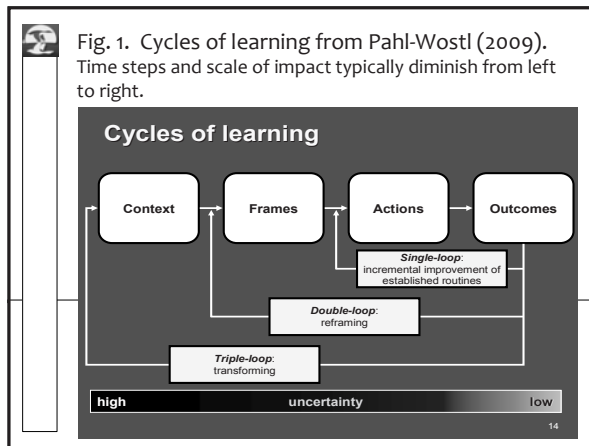 Fig. 1. Cycles of learning from Pahl-Wostl (2009).
Time steps and scale of impact typically diminish from left
to right.
Cycles of learning
Context
Frames
Actions
Outcomes
Single-loop:
incremental improvement of
established routines
Double-loop:
reframing
Triple-loop:
transforming
high uncertainty low
14